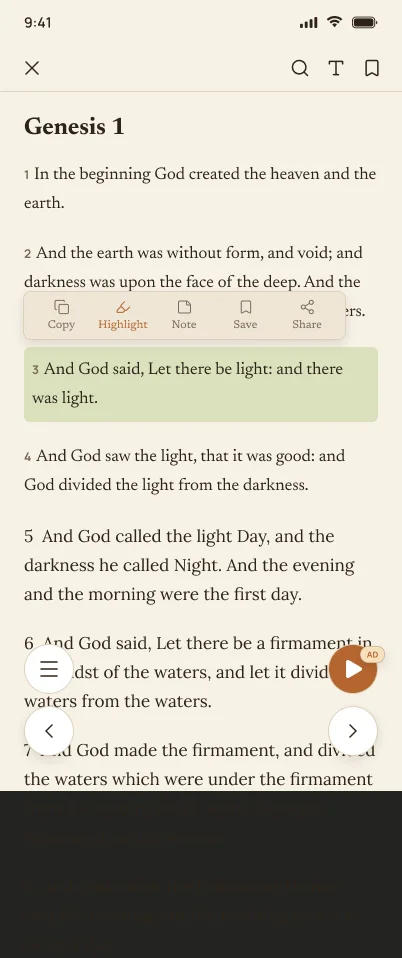 9:41
Genesis 1
1 In the beginning God created the heaven and the
earth.
2 And the earth was without form, and void; and
darkness was upon the face of the deep. And the
ers.
Copy Highlight Note Save Share
3 And God said, Let there be light: and there
was light.
4 And God saw the light, that it was good: and
God divided the light from the darkness.
5 And God called the light Day, and the
darkness he called Night. And the evening
and the morning were the first day.
6 And God said, Let there be a firmament in
AD
dst of the waters, and let it divid
waters from the waters.
7 And God made the firmament, and divided
the waters which were under the firmament